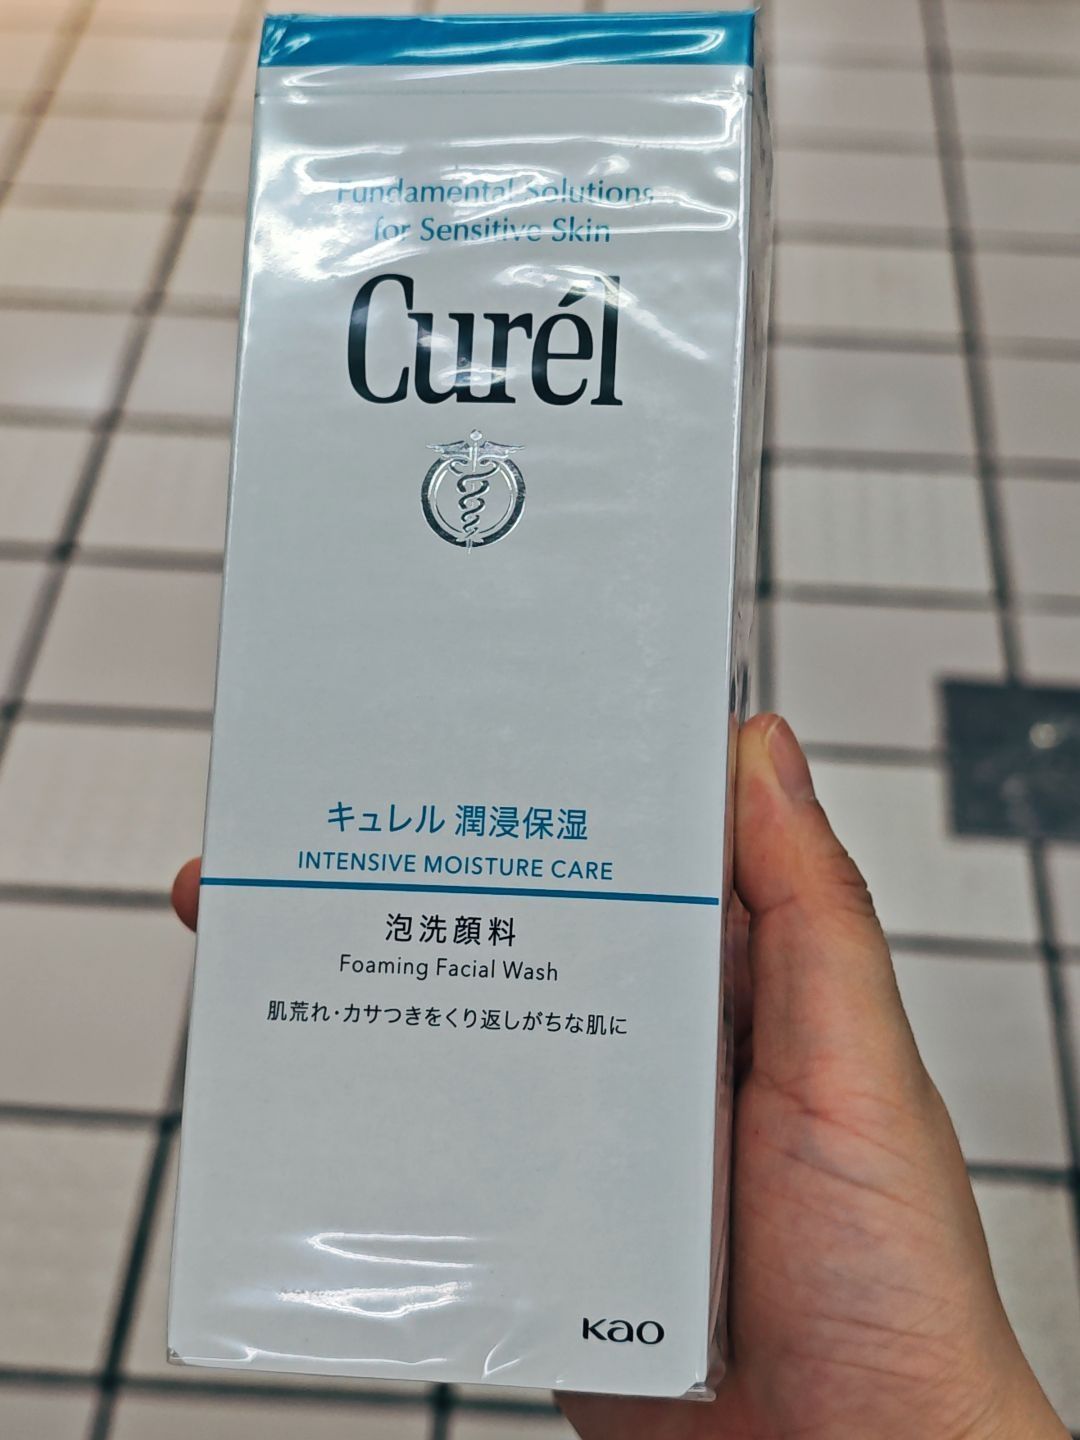 Fundamental Solutions
for Sensitive Skin
Curél
キュレル 潤浸保湿
INTENSIVE MOISTURE CARE
泡洗顔料
Foaming Facial Wash
肌荒れ・カサつきをくり返しがちな肌に
Kao